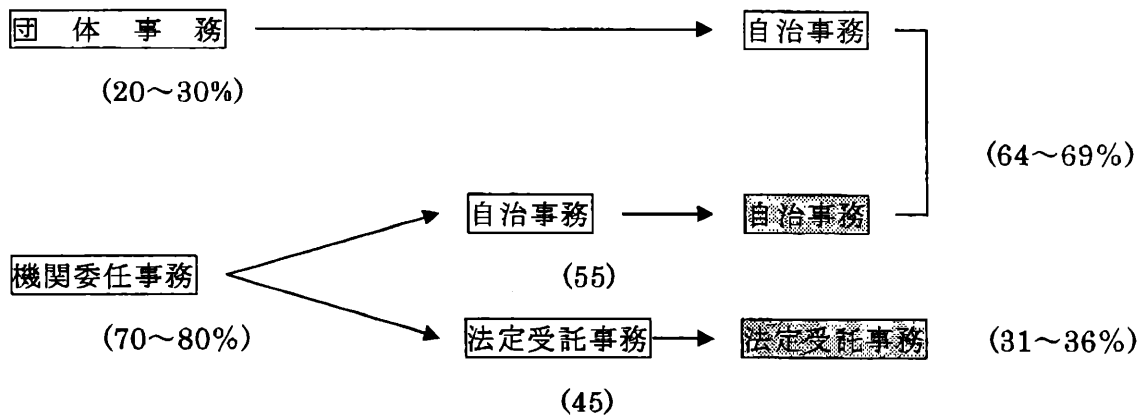 団体事務
自治事務
(20～30%)
(64～69%)
自治事務
自治事務
機関委任事務
(55)
(70～80%)
法定受託事務
法定受託事務
(31～36%)
(45)